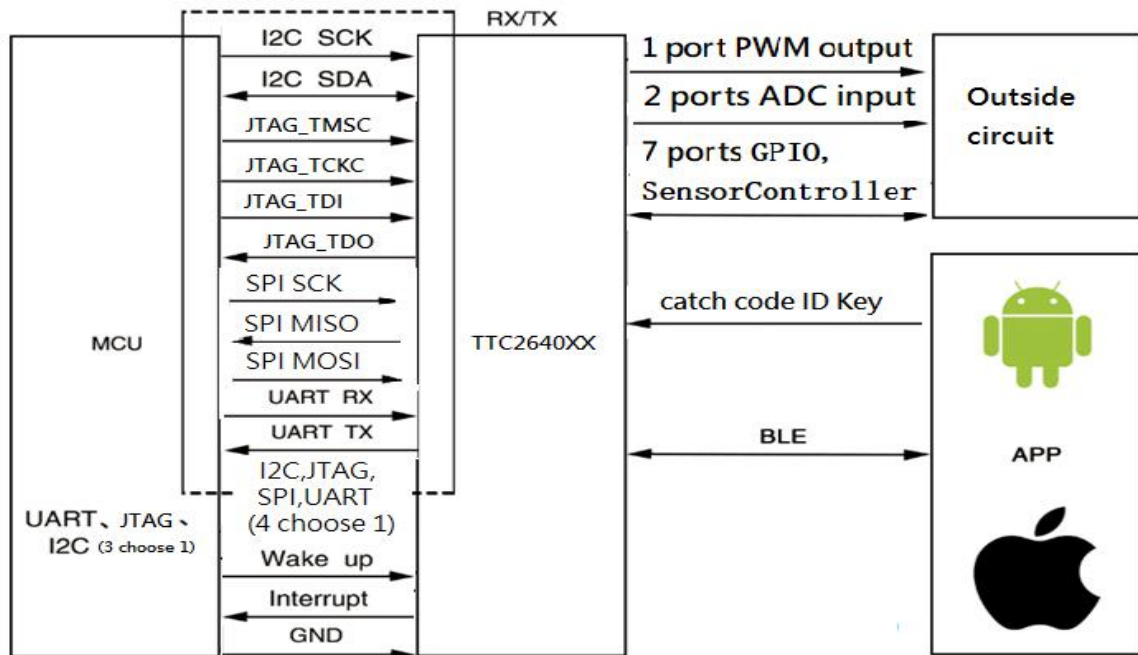 RX/TX
I2C SCK
I2C SDA
JTAG_TMSC
JTAG_TCKC
JTAG_TDI
JTAG_TDO
SPI SCK
SPI MISO
SPI MOSI
UART RX
UART TX
I2C,JTAG,
SPI,UART
(4 choose 1)
Wake up
Interrupt
GND
MCU
UART、JTAG、
I2C (3 choose 1)
TTC2640XX
1 port PWM output
2 ports ADC input
7 ports GPIO,
SensorController
Outside
circuit
catch code ID Key
BLE
APP